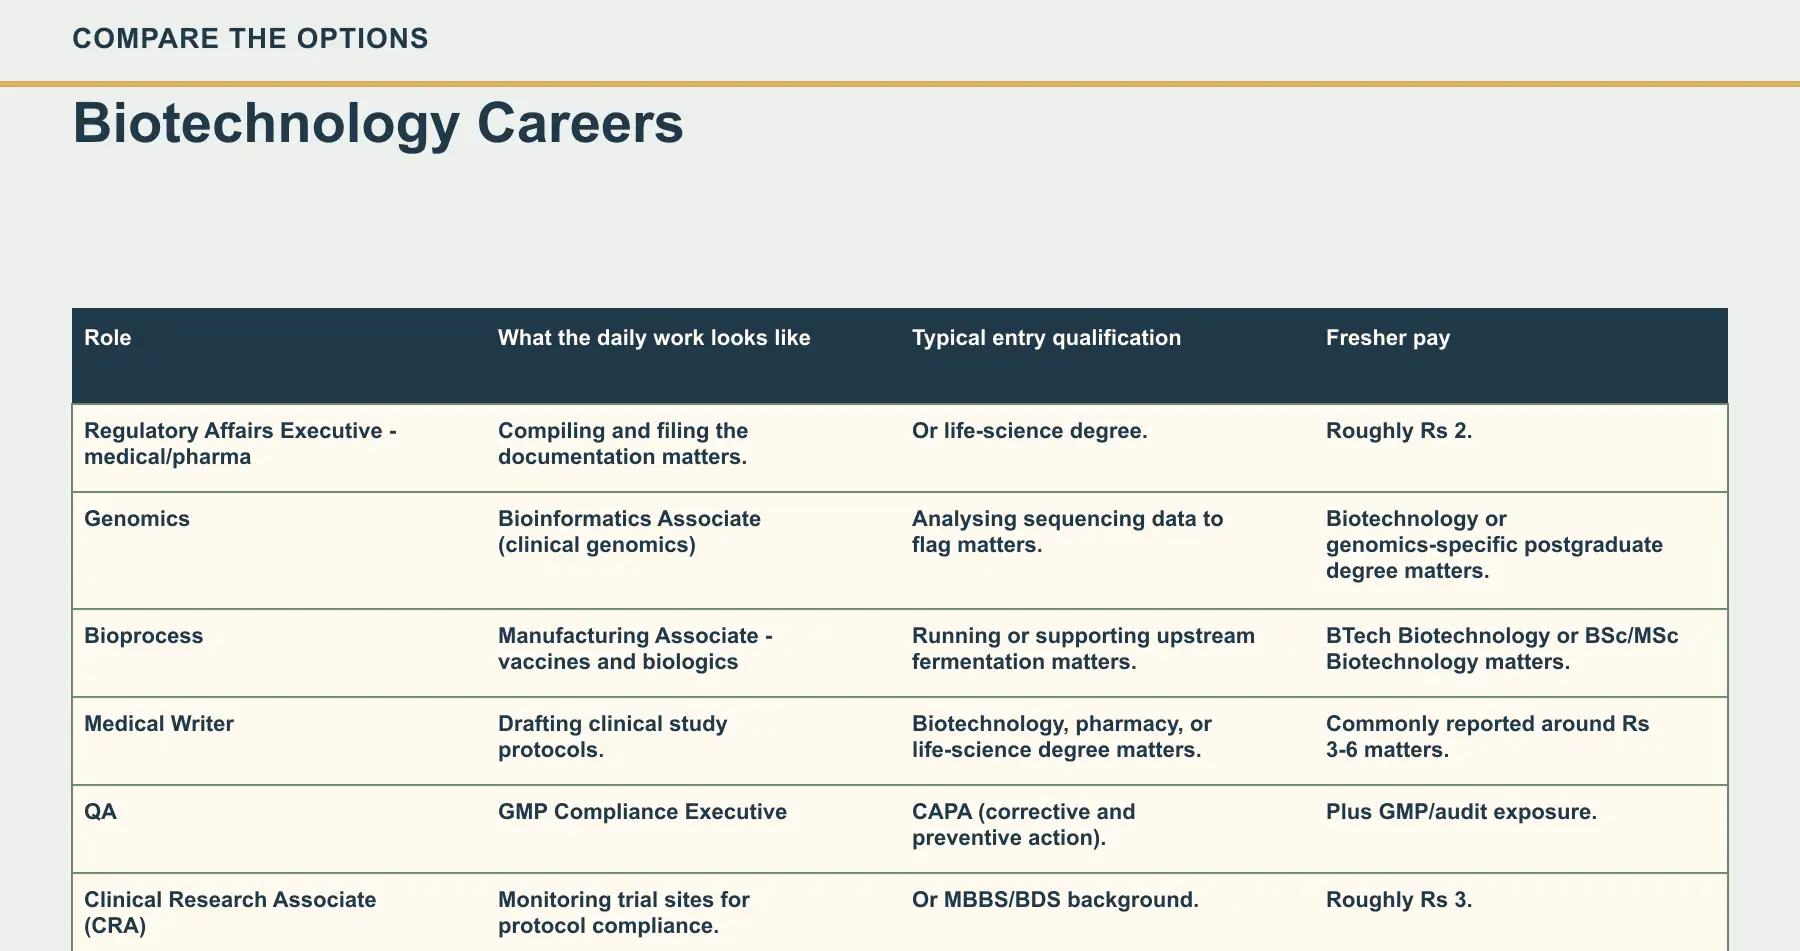 COMPARE THE OPTIONS
Biotechnology Careers
Role
What the daily work looks like
Typical entry qualification
Fresher pay
Regulatory Affairs Executive -
medical/pharma
Compiling and filing the
documentation matters.
Or life-science degree.
Roughly Rs 2.
Genomics
Bioinformatics Associate
(clinical genomics)
Analysing sequencing data to
flag matters.
Biotechnology or
genomics-specific postgraduate
degree matters.
Bioprocess
Manufacturing Associate -
vaccines and biologics
Running or supporting upstream
fermentation matters.
BTech Biotechnology or BSc/MSc
Biotechnology matters.
Medical Writer
Drafting clinical study
protocols.
Biotechnology, pharmacy, or
life-science degree matters.
Commonly reported around Rs
3-6 matters.
QA
GMP Compliance Executive
CAPA (corrective and
preventive action).
Plus GMP/audit exposure.
Clinical Research Associate
(CRA)
Monitoring trial sites for
protocol compliance.
Or MBBS/BDS background.
Roughly Rs 3.